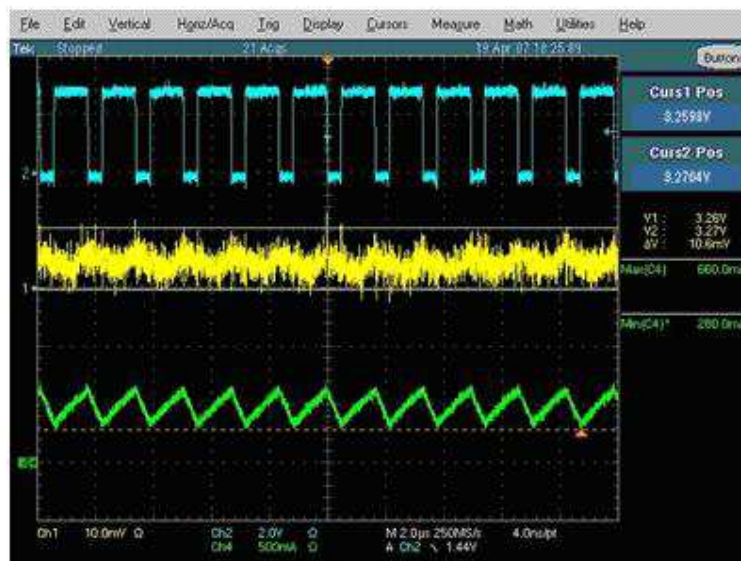 File Edit Vertical Horiz/Acq Trig Display Cursors Measure Math Utilities Help
Tek Stopped 21 Acqs 19 Apr 07 18:25:89
Buttons
Curs1 Pos
3.2598V
Curs2 Pos
3.2704V
V1 : 3.26V
V2 : 3.27V
ΔV : 10.6mV
Max(C4) 660.0m
Min(C4)* 280.0m
2
1
Ch1 10.0mV Ω Ch2 2.0V Ω M 2.0µs 250MS/s 4.0ns/pt
Ch4 500mA Ω A Ch2 \ 1.44V